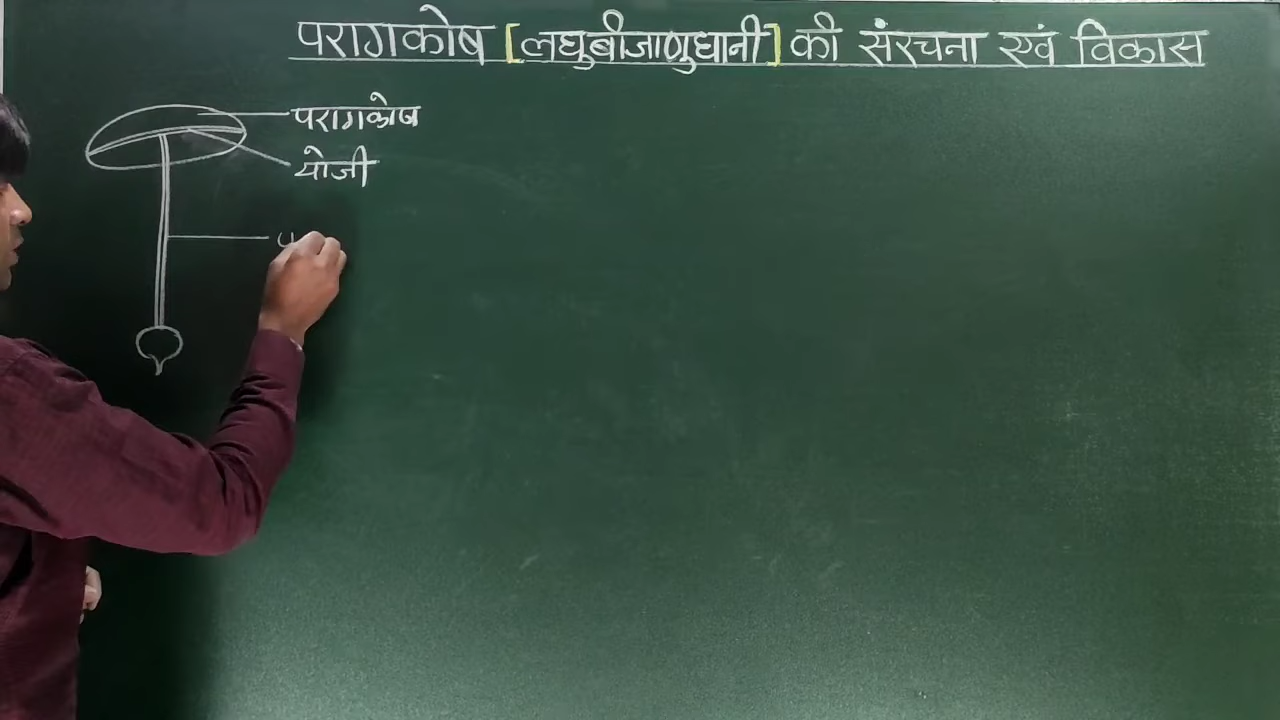 परागकोष [लघुबीजाणुधानी] की संरचना एवं विकास
परागकोष
योजी